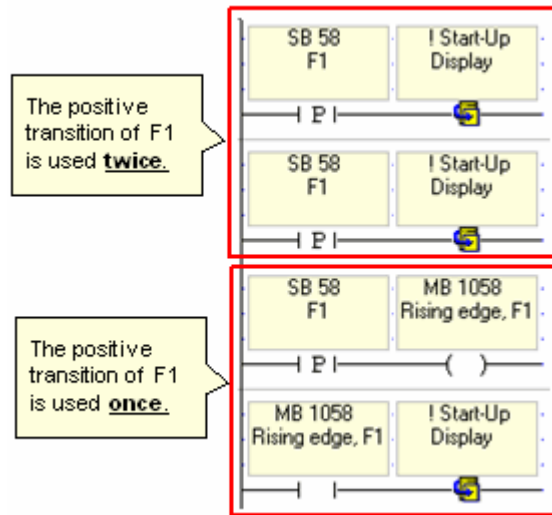 SB 58
F1
! Start-Up
Display
P
The positive
transition of F1
is used twice.
SB 58
F1
! Start-Up
Display
P
SB 58
F1
MB 1058
Rising edge, F1
P
( )
The positive
transition of F1
is used once.
MB 1058
Rising edge, F1
! Start-Up
Display